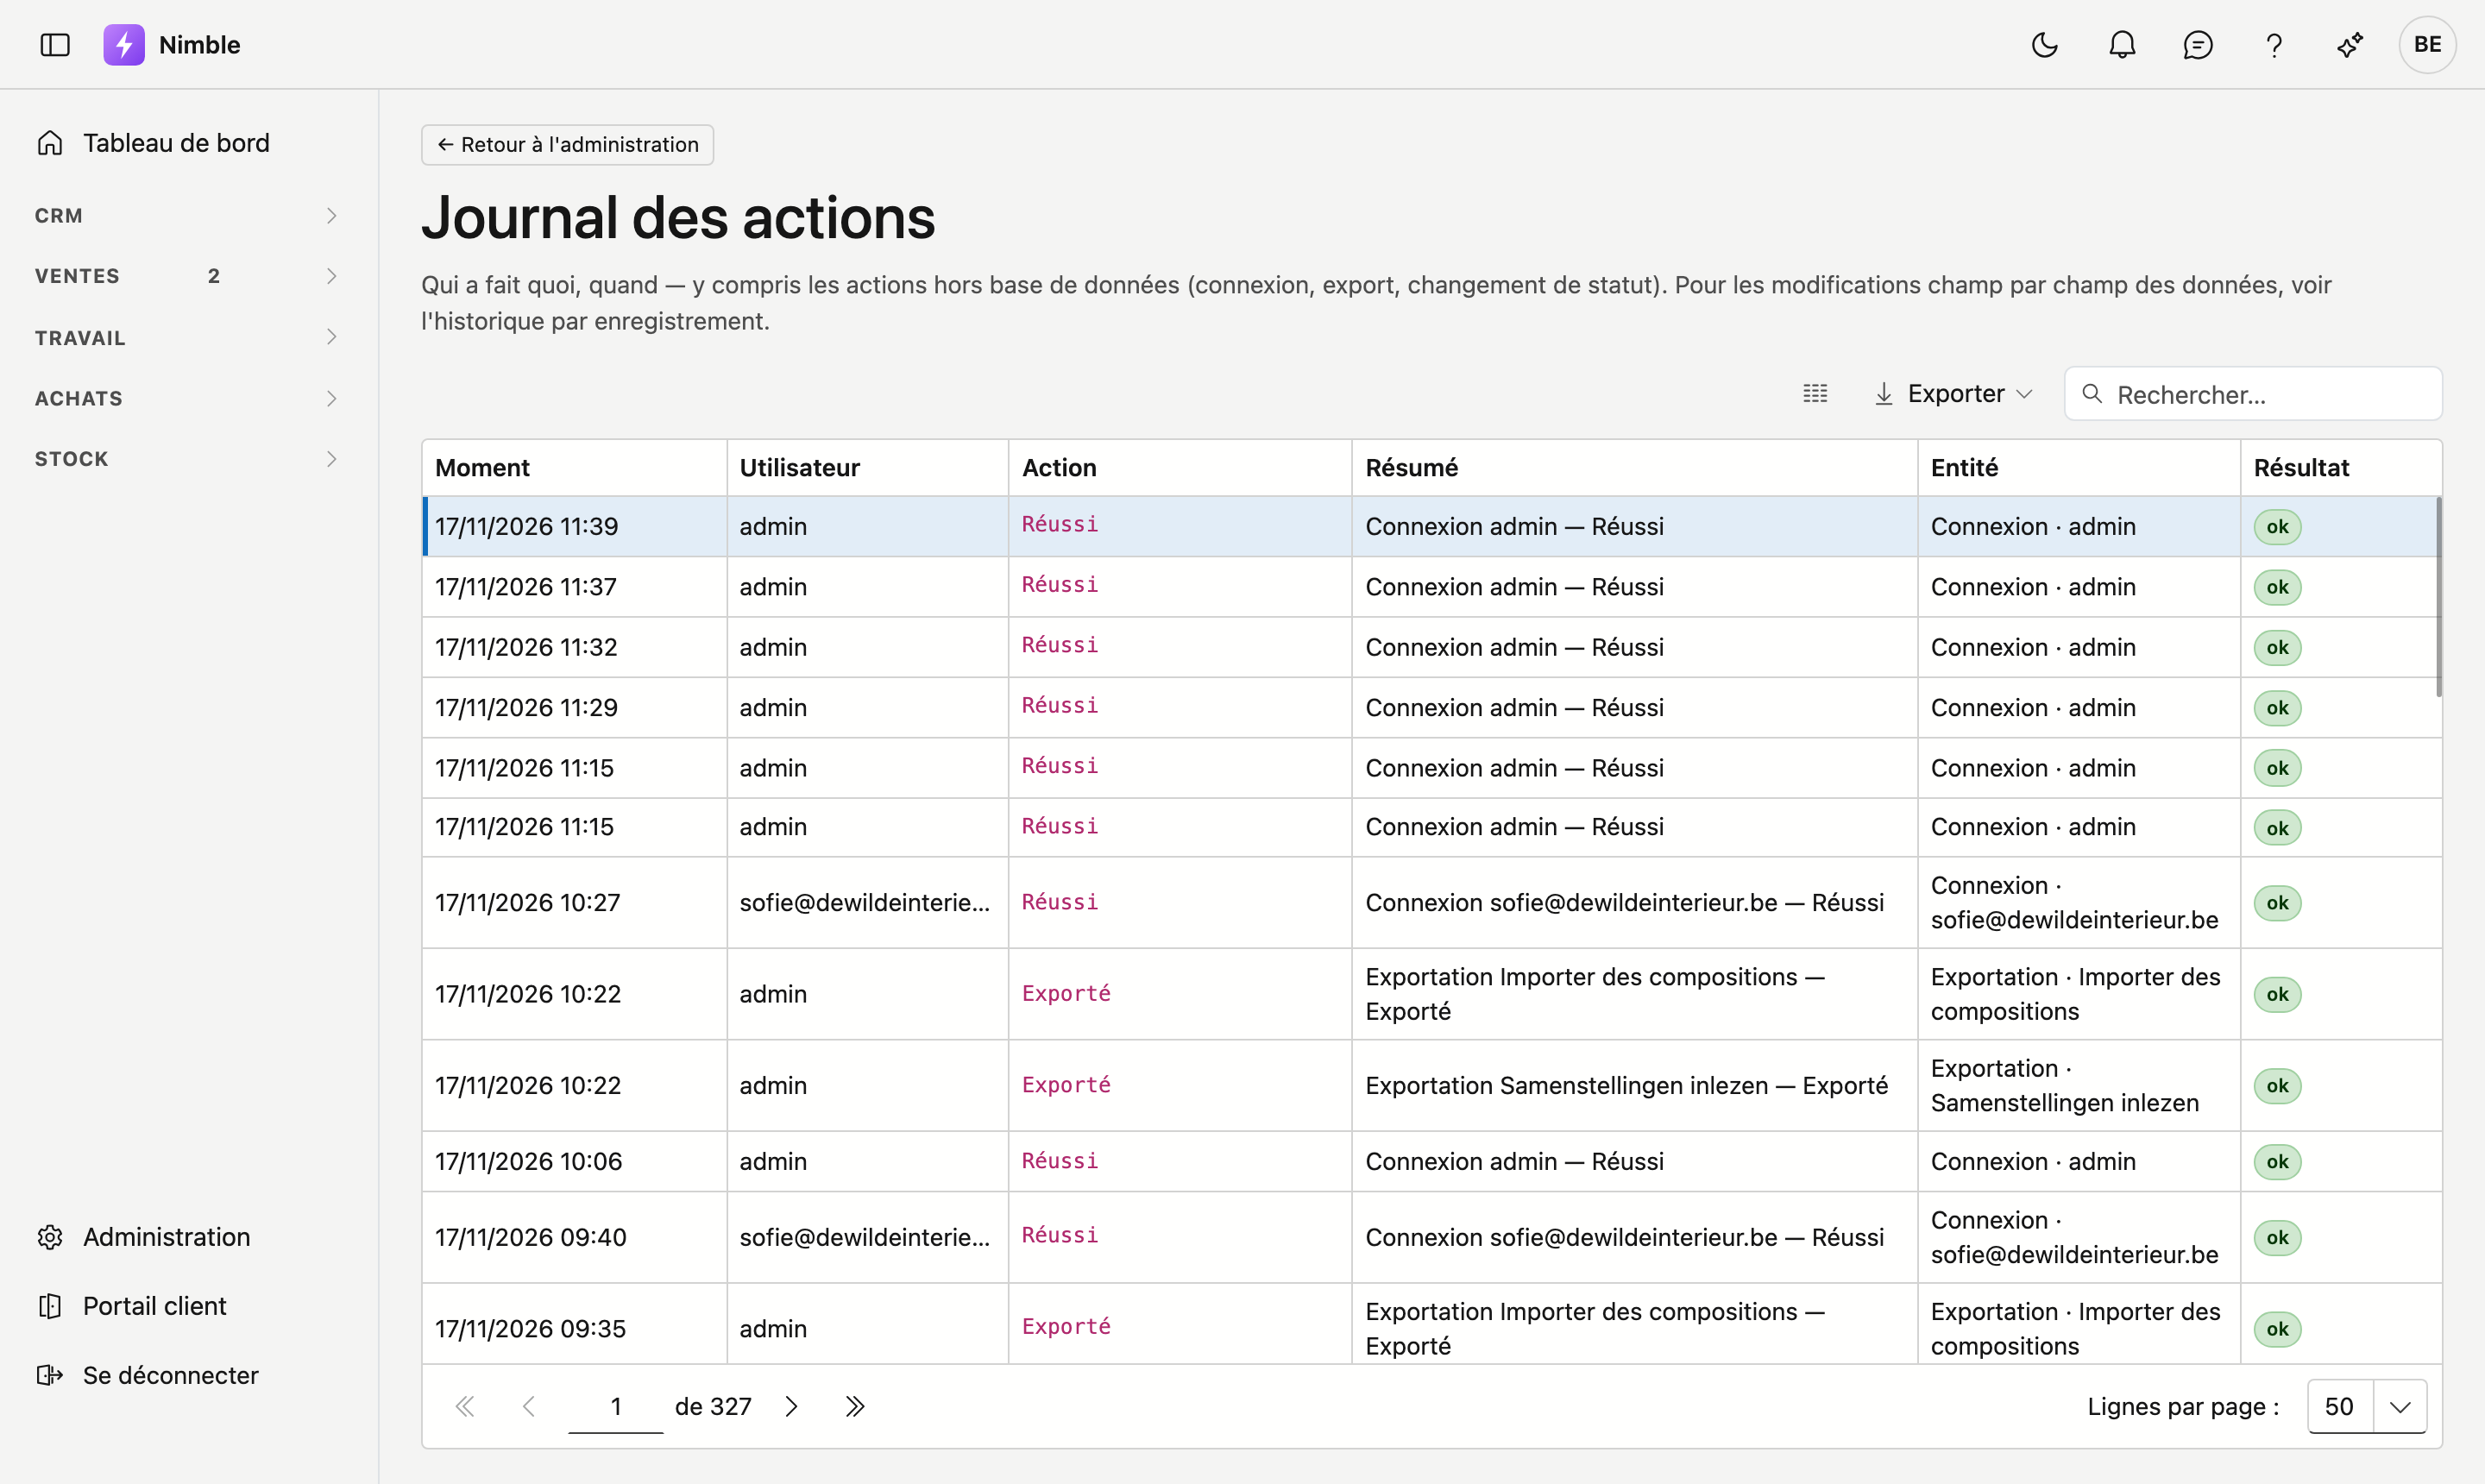 Nimble
BE
Tableau de bord
CRM
VENTES 2
TRAVAIL
ACHATS
STOCK
Administration
Portail client
Se déconnecter
← Retour à l'administration
Journal des actions
Qui a fait quoi, quand — y compris les actions hors base de données (connexion, export, changement de statut). Pour les modifications champ par champ des données, voir
l'historique par enregistrement.
Exporter
Rechercher...
Moment Utilisateur Action Résumé Entité Résultat
17/11/2026 11:39 admin Réussi Connexion admin — Réussi Connexion · admin ok
17/11/2026 11:37 admin Réussi Connexion admin — Réussi Connexion · admin ok
17/11/2026 11:32 admin Réussi Connexion admin — Réussi Connexion · admin ok
17/11/2026 11:29 admin Réussi Connexion admin — Réussi Connexion · admin ok
17/11/2026 11:15 admin Réussi Connexion admin — Réussi Connexion · admin ok
17/11/2026 11:15 admin Réussi Connexion admin — Réussi Connexion · admin ok
17/11/2026 10:27 sofie@dewildeinterie... Réussi Connexion sofie@dewildeinterieur.be — Réussi Connexion ·
sofie@dewildeinterieur.be ok
17/11/2026 10:22 admin Exporté Exportation Importer des compositions —
Exporté Exportation · Importer des
compositions ok
17/11/2026 10:22 admin Exporté Exportation Samenstellingen inlezen — Exporté Exportation ·
Samenstellingen inlezen ok
17/11/2026 10:06 admin Réussi Connexion admin — Réussi Connexion · admin ok
17/11/2026 09:40 sofie@dewildeinterie... Réussi Connexion sofie@dewildeinterieur.be — Réussi Connexion ·
sofie@dewildeinterieur.be ok
17/11/2026 09:35 admin Exporté Exportation Importer des compositions —
Exporté Exportation · Importer des
compositions ok
1 de 327
Lignes par page : 50